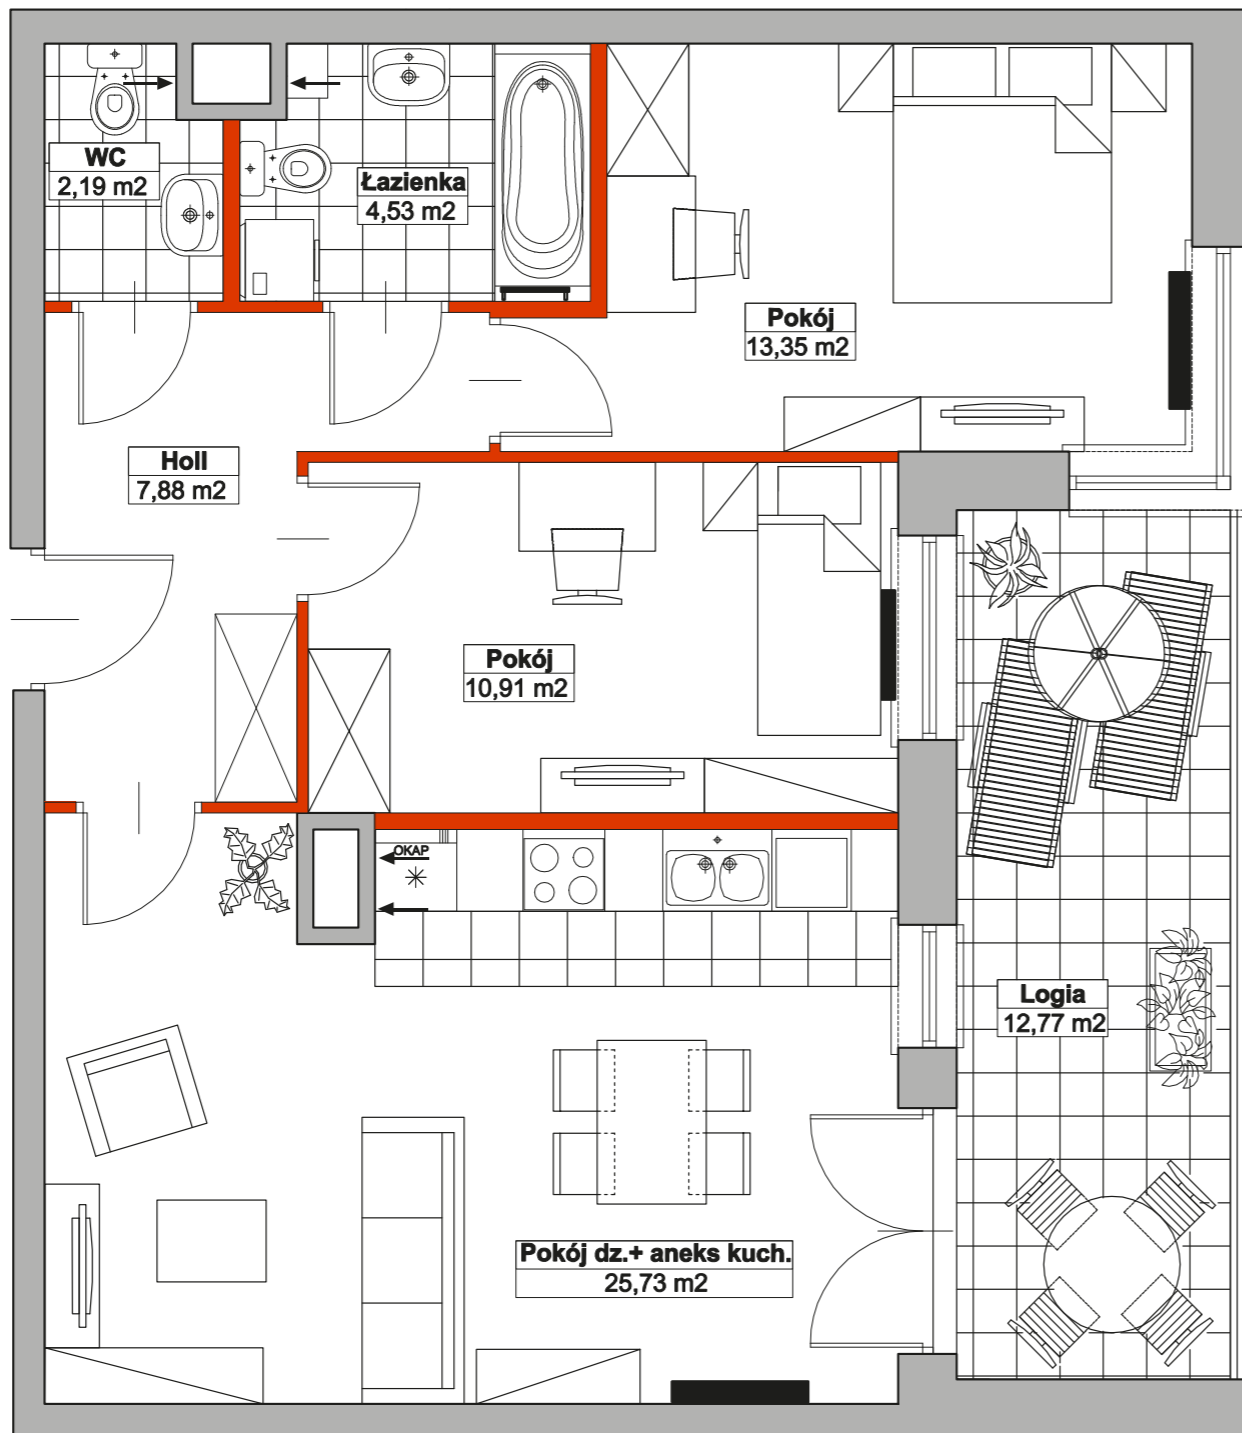 WC
2,19 m2
Łazienka
4,53 m2
Pokój
13,35 m2
Holl
7,88 m2
Pokój
10,91 m2
OKAP
Logia
12,77 m2
Pokój dz.+ aneks kuch.
25,73 m2